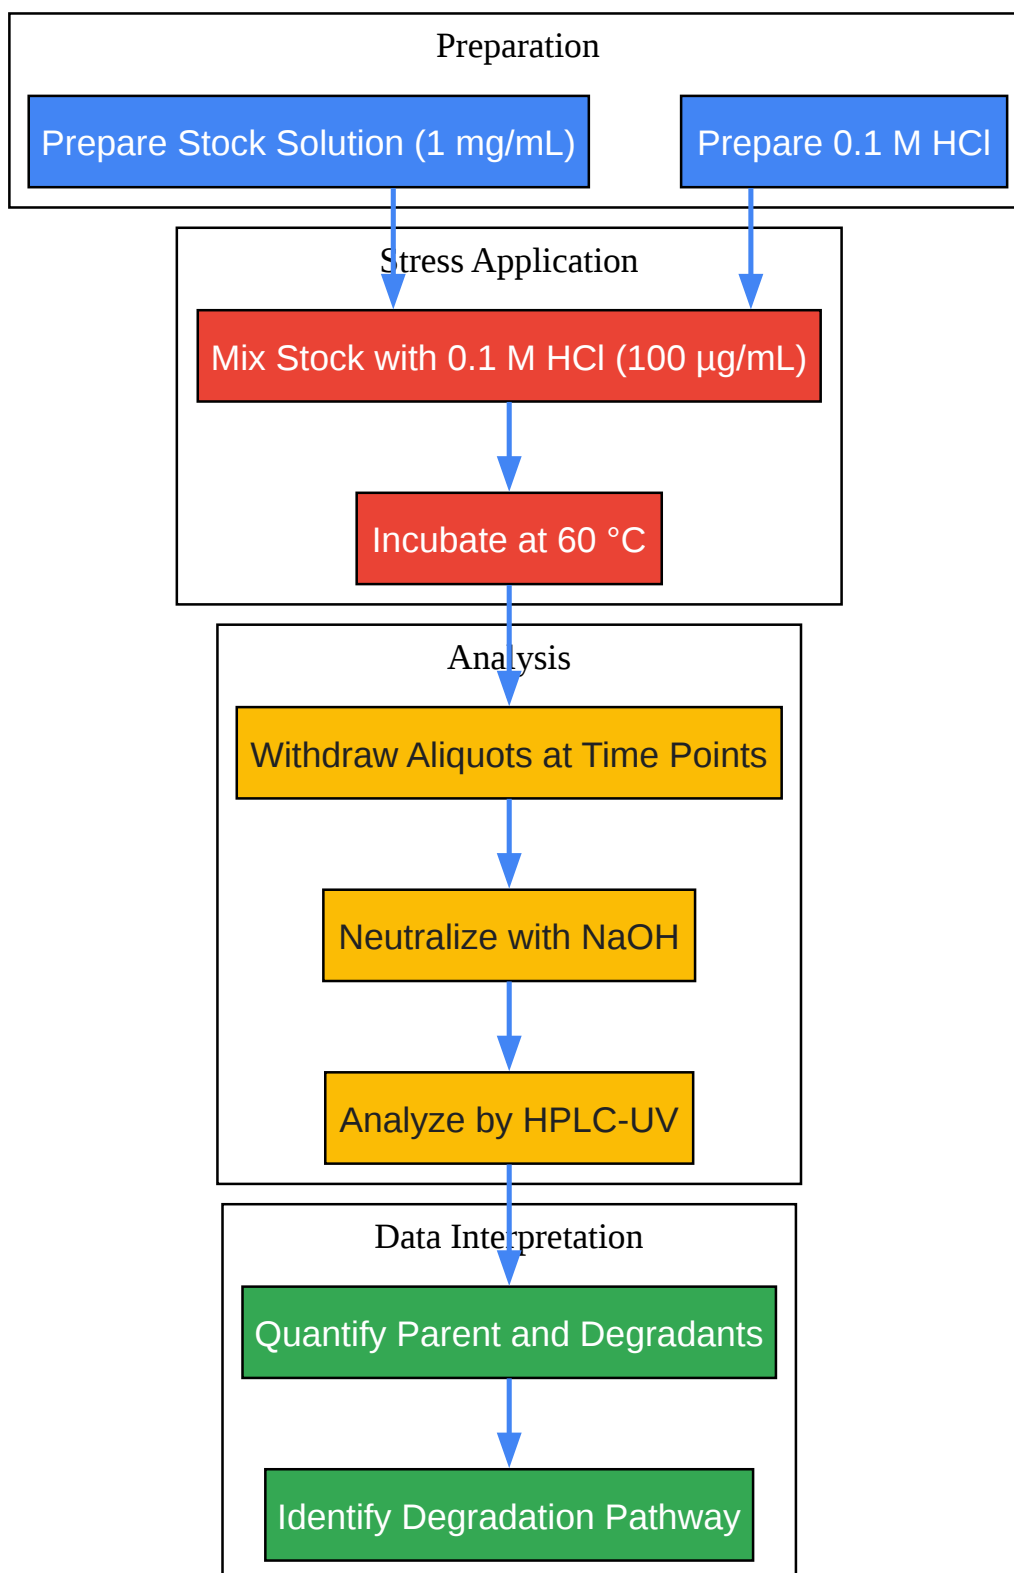 Preparation
Prepare Stock Solution (1 mg/mL)
Prepare 0.1 M HCl
Stress Application
Mix Stock with 0.1 M HCl (100 µg/mL)
Incubate at 60 °C
Analysis
Withdraw Aliquots at Time Points
Neutralize with NaOH
Analyze by HPLC-UV
Data Interpretation
Quantify Parent and Degradants
Identify Degradation Pathway